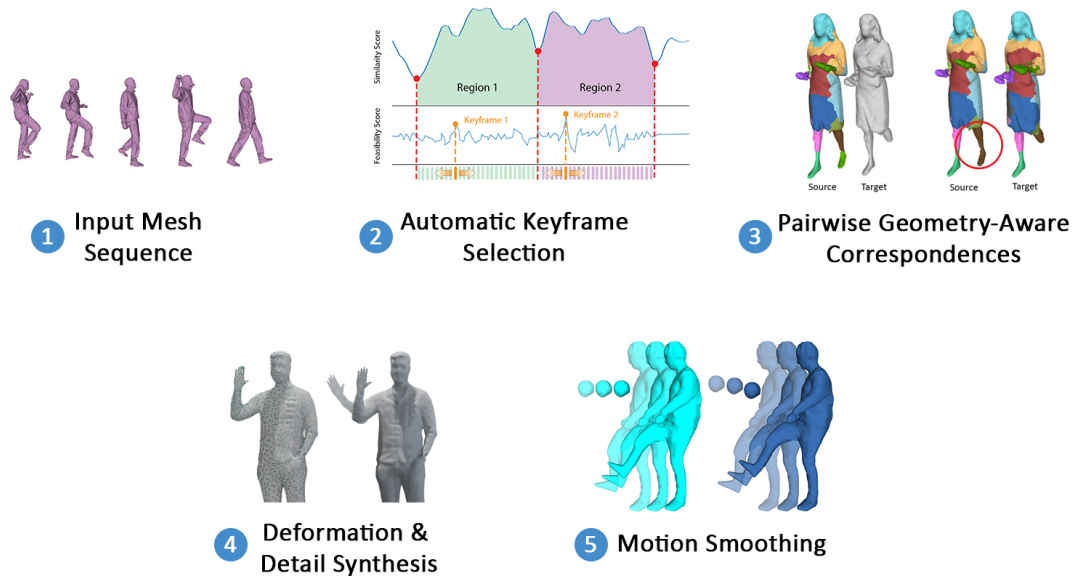 Similarity Score
Region 1
Region 2
Feasibility Score
Keyframe 1
Keyframe 2
Source
Target
Source
Target
1
Input Mesh
Sequence
2
Automatic Keyframe
Selection
3
Pairwise Geometry-Aware
Correspondences
4
Deformation &
Detail Synthesis
5
Motion Smoothing